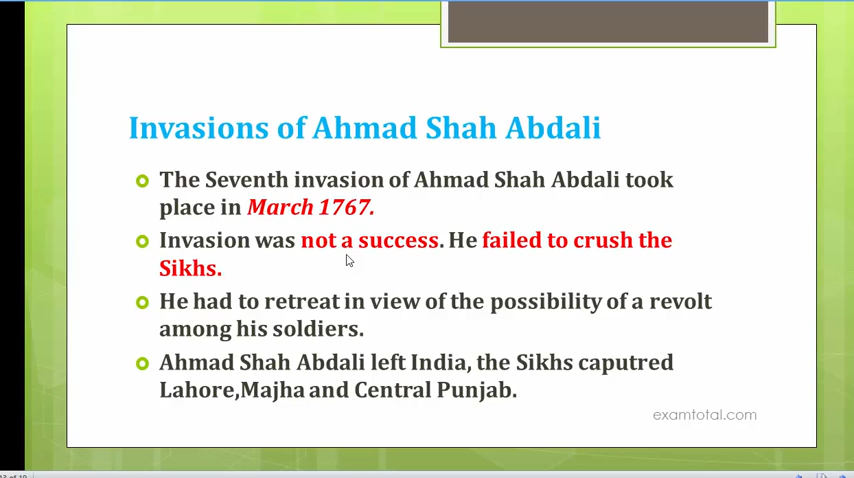 Invasions of Ahmad Shah Abdali
The Seventh invasion of Ahmad Shah Abdali took
place in March 1767.
Invasion was not a success. He failed to crush the
Sikhs.
He had to retreat in view of the possibility of a revolt
among his soldiers.
Ahmad Shah Abdali left India, the Sikhs caputred
Lahore,Majha and Central Punjab.
examtotal.com